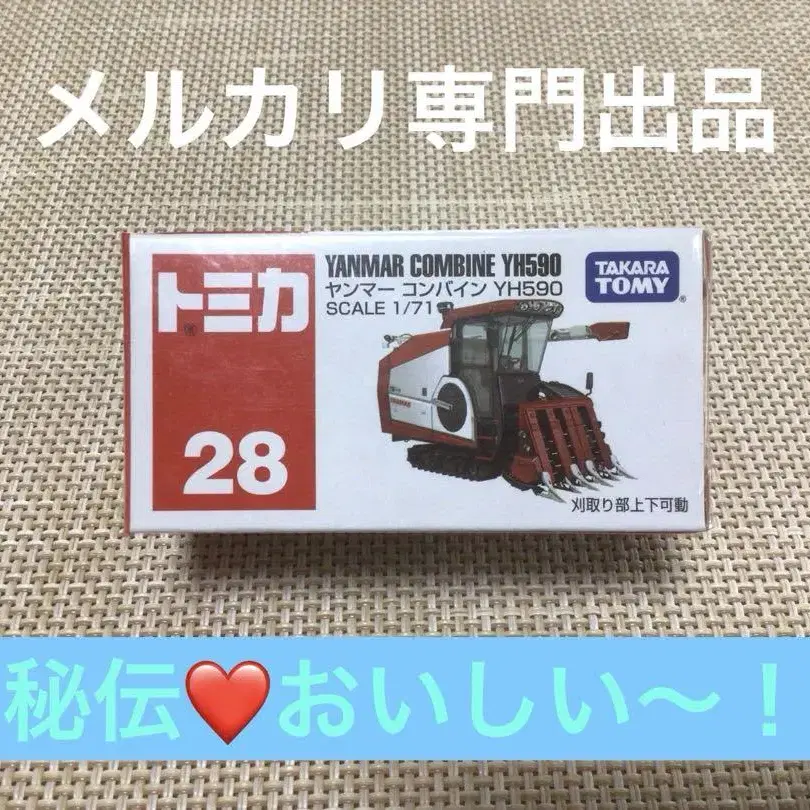 メルカリ専門出品
トミカ
28
YANMAR COMBINE YH590
ヤンマー コンバイン YH590
SCALE 1/71
TAKARA
TOMY
刈取り部上下可動
秘伝❤️おいしい〜！